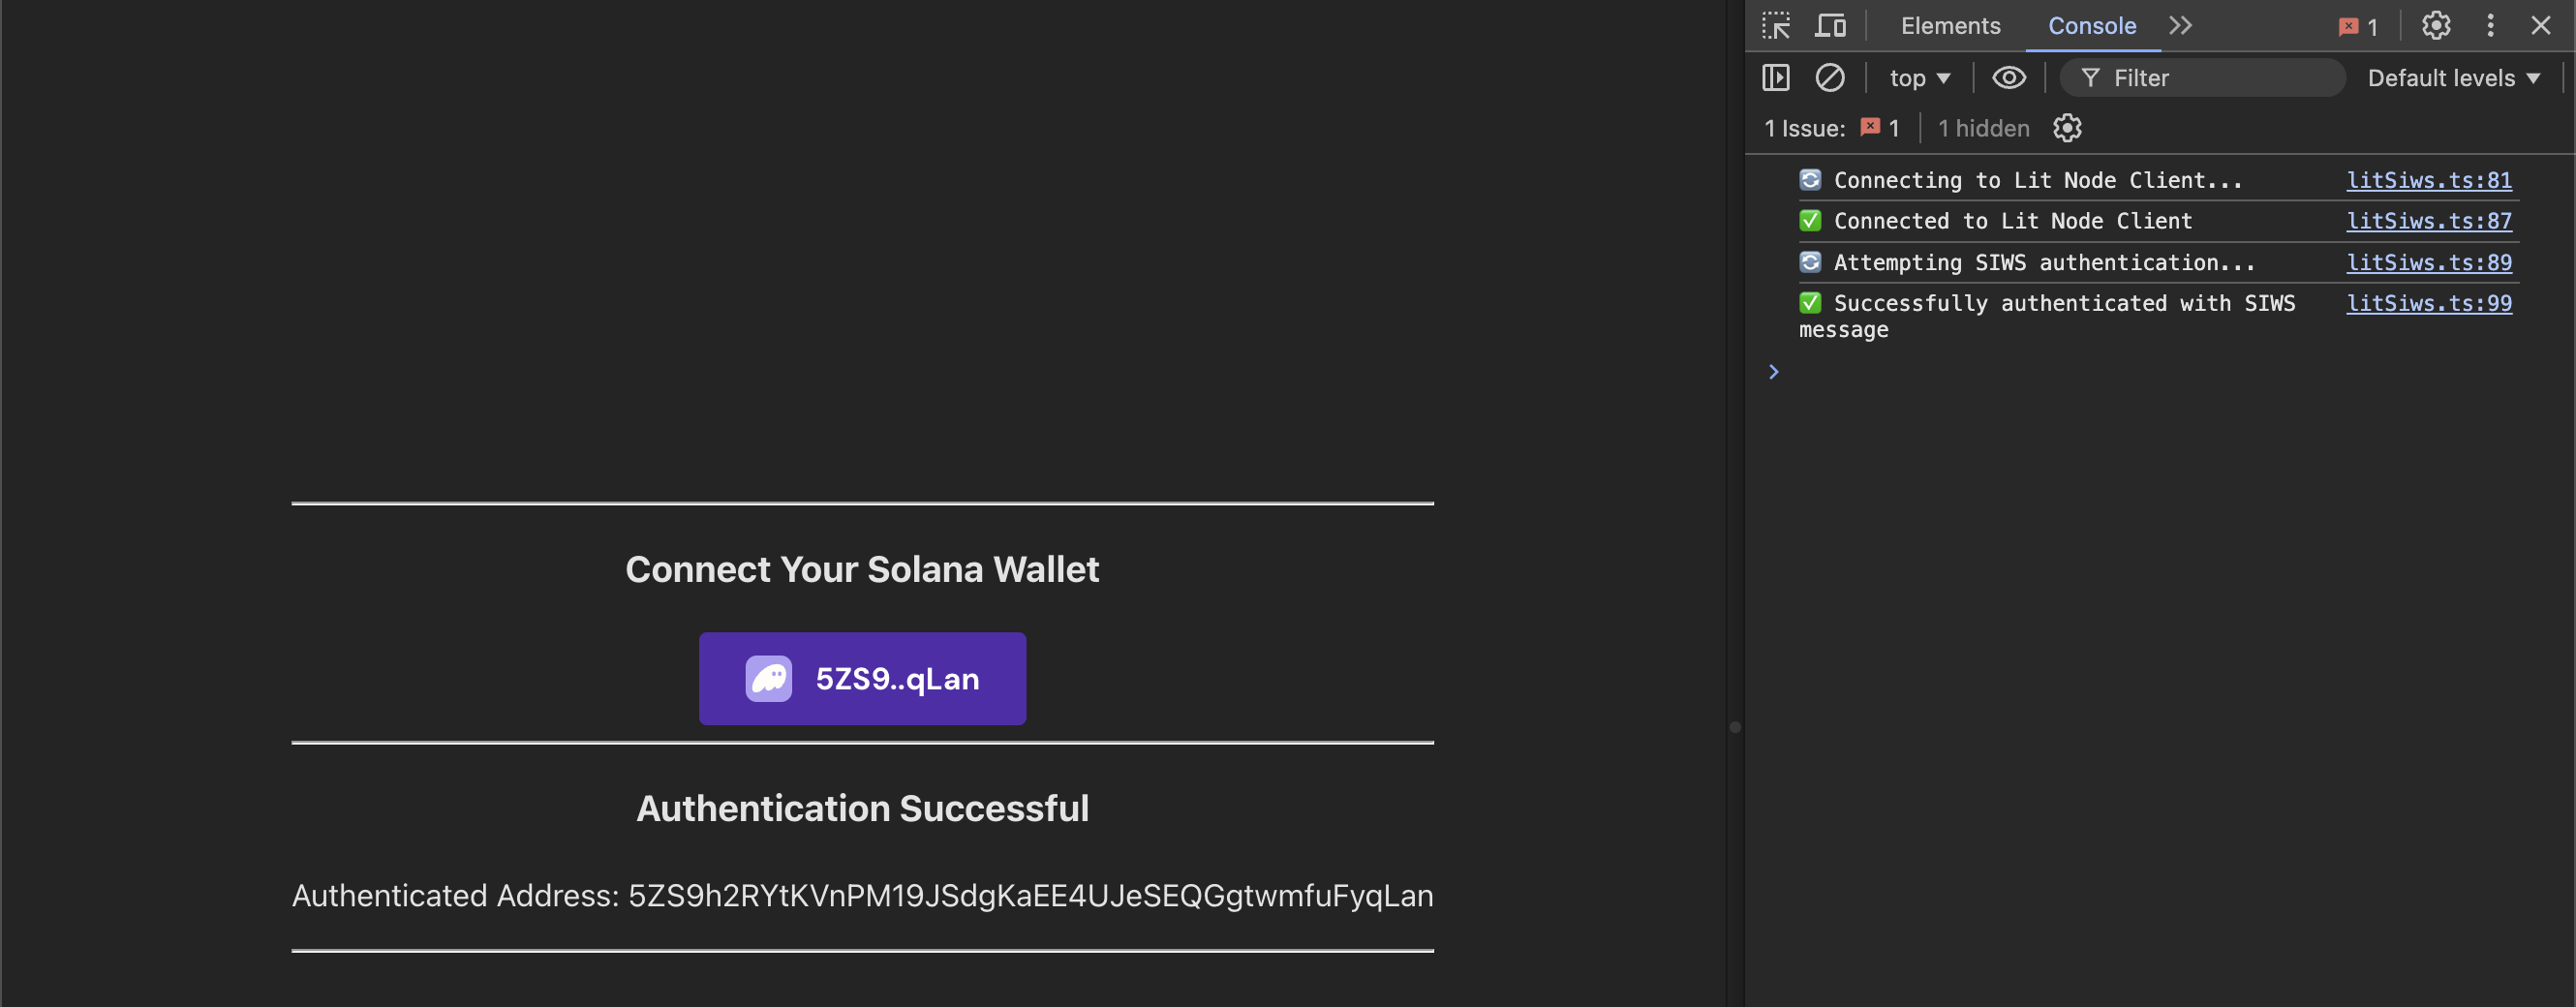 Elements Console 1
top Filter Default levels
1 Issue: 1 1 hidden
🔄 Connecting to Lit Node Client... litSiws.ts:81
✅ Connected to Lit Node Client litSiws.ts:87
🔄 Attempting SIWS authentication... litSiws.ts:89
✅ Successfully authenticated with SIWS litSiws.ts:99
message
Connect Your Solana Wallet
5ZS9..qLan
Authentication Successful
Authenticated Address: 5ZS9h2RYtKVnPM19JSdgKaEE4UJeSEQGgtwmfuFyqLan